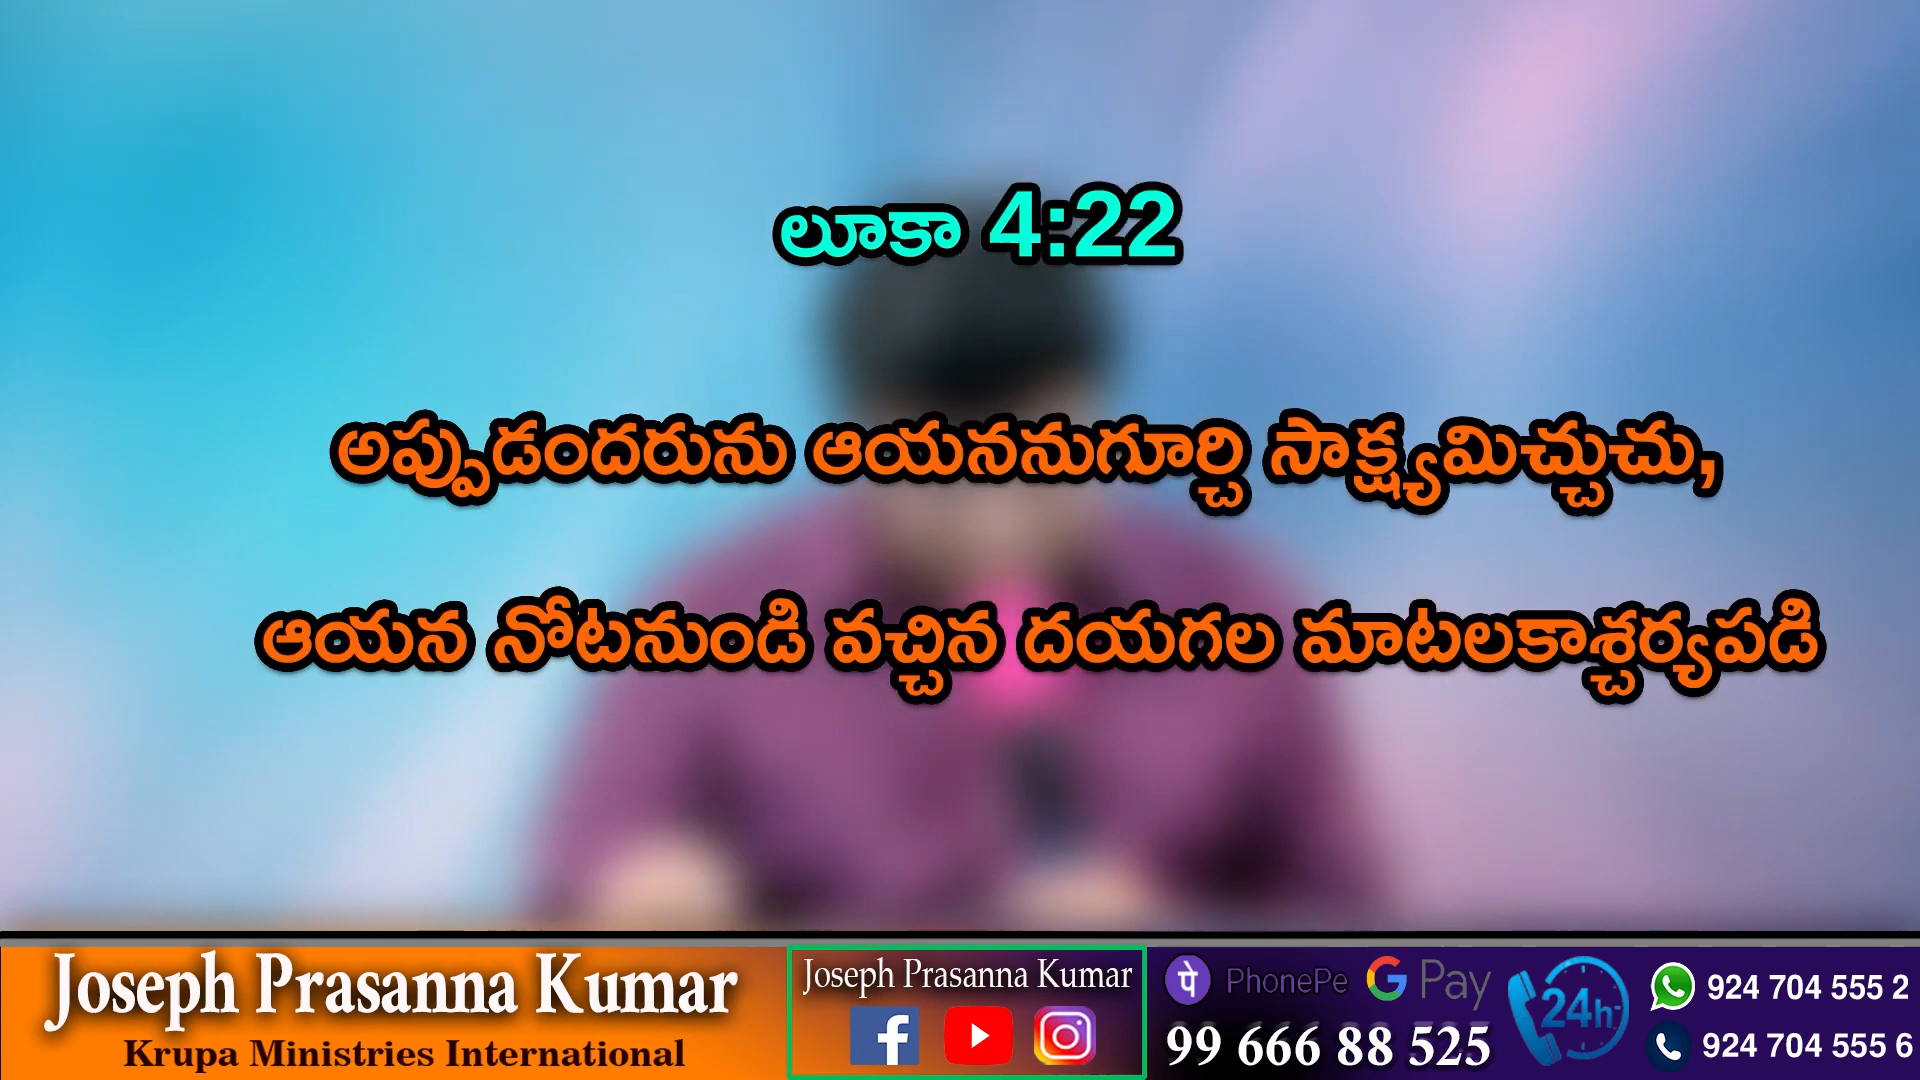 లూకా 4:22
అప్పుడందరును ఆయననుగూర్చి సాక్ష్యమిచ్చుచు,
ఆయన నోటనుండి వచ్చిన దయగల మాటలకాశ్చర్యపడి
Joseph Prasanna Kumar
Krupa Ministries International
Joseph Prasanna Kumar
पे PhonePe G Pay
99 666 88 525
24h
924 704 555 2
924 704 555 6